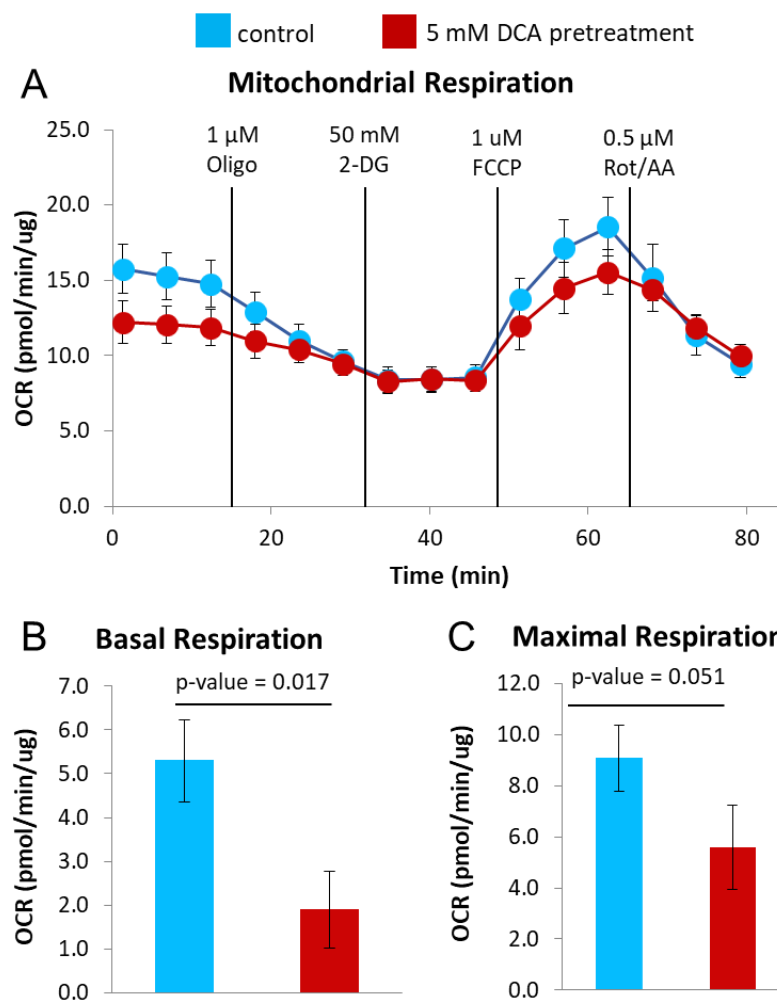 control 5 mM DCA pretreatment
A Mitochondrial Respiration
1 µM 50 mM 1 uM 0.5 µM
Oligo 2-DG FCCP Rot/AA
25.0
20.0
15.0
10.0
5.0
0.0
OCR (pmol/min/ug)
0 20 40 60 80
Time (min)
B Basal Respiration
p-value = 0.017
7.0
6.0
5.0
4.0
3.0
2.0
1.0
0.0
OCR (pmol/min/ug)
C Maximal Respiration
p-value = 0.051
12.0
10.0
8.0
6.0
4.0
2.0
0.0
OCR (pmol/min/ug)